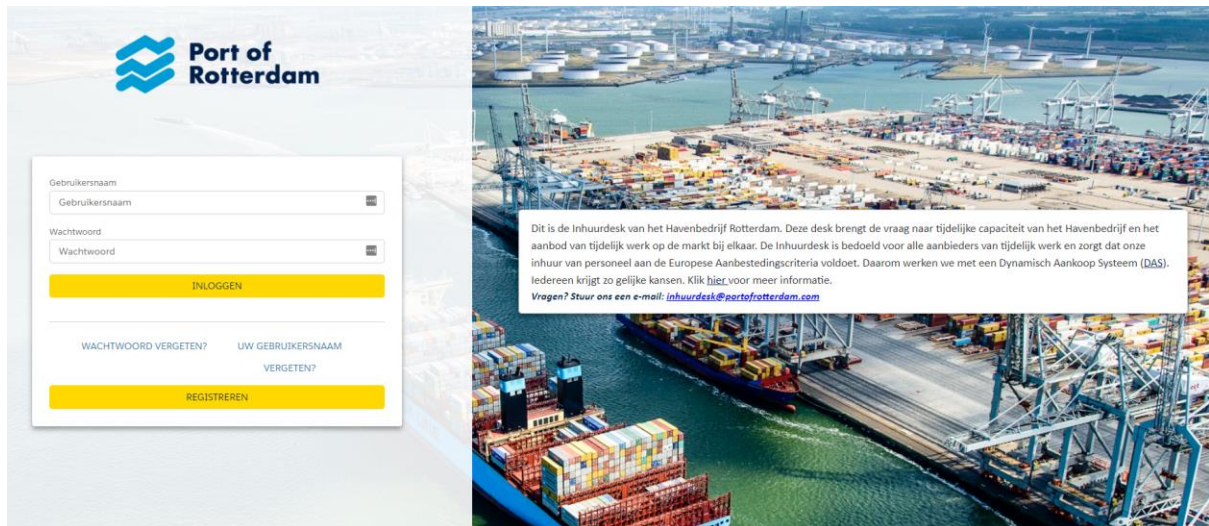 Port of
Rotterdam
Gebruikersnaam
Gebruikersnaam
Wachtwoord
Wachtwoord
INLOGGEN
WACHTWOORD VERGETEN?
UW GEBRUIKERSNAAM
VERGETEN?
REGISTREREN
Dit is de Inhuurdesk van het Havenbedrijf Rotterdam. Deze desk brengt de vraag naar tijdelijke capaciteit van het Havenbedrijf en het
aanbod van tijdelijk werk op de markt bij elkaar. De Inhuurdesk is bedoeld voor alle aanbieders van tijdelijk werk en zorgt dat onze
inhuur van personeel aan de Europese Aanbestedingscriteria voldoet. Daarom werken we met een Dynamisch Aankoop Systeem (DAS).
Iedereen krijgt zo gelijke kansen. Klik hier voor meer informatie.
Vragen? Stuur ons een e-mail: inhuurdesk@portofrotterdam.com